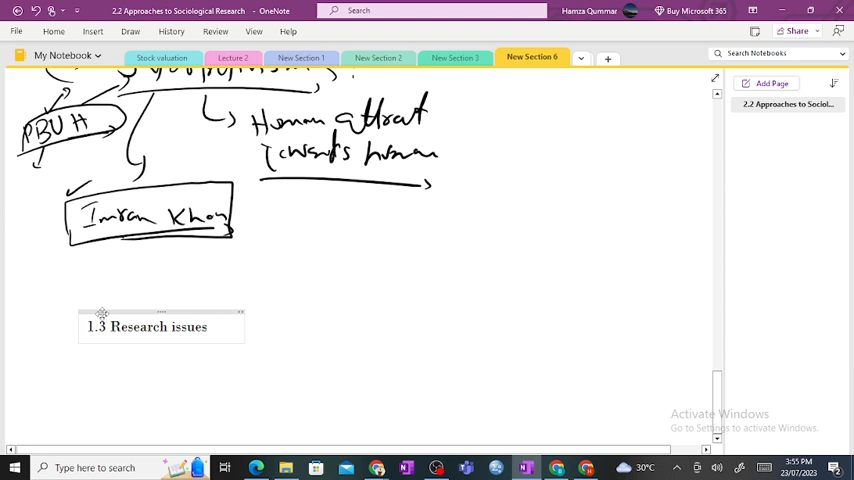 2.2 Approaches to Sociological Research - OneNote
Search
Hamza Qummar
Buy Microsoft 365
File Home Insert Draw History Review View Help
Share
My Notebook
Stock valuation
Lecture 2
New Section 1
New Section 2
New Section 3
New Section 6
Search Notebooks
Add Page
2.2 Approaches to Sociol...
PBUH
Human attract
towards human
Imran Khan
1.3 Research issues
Activate Windows
Go to Settings to activate Windows.
Type here to search
30°C
3:55 PM
23/07/2023
2